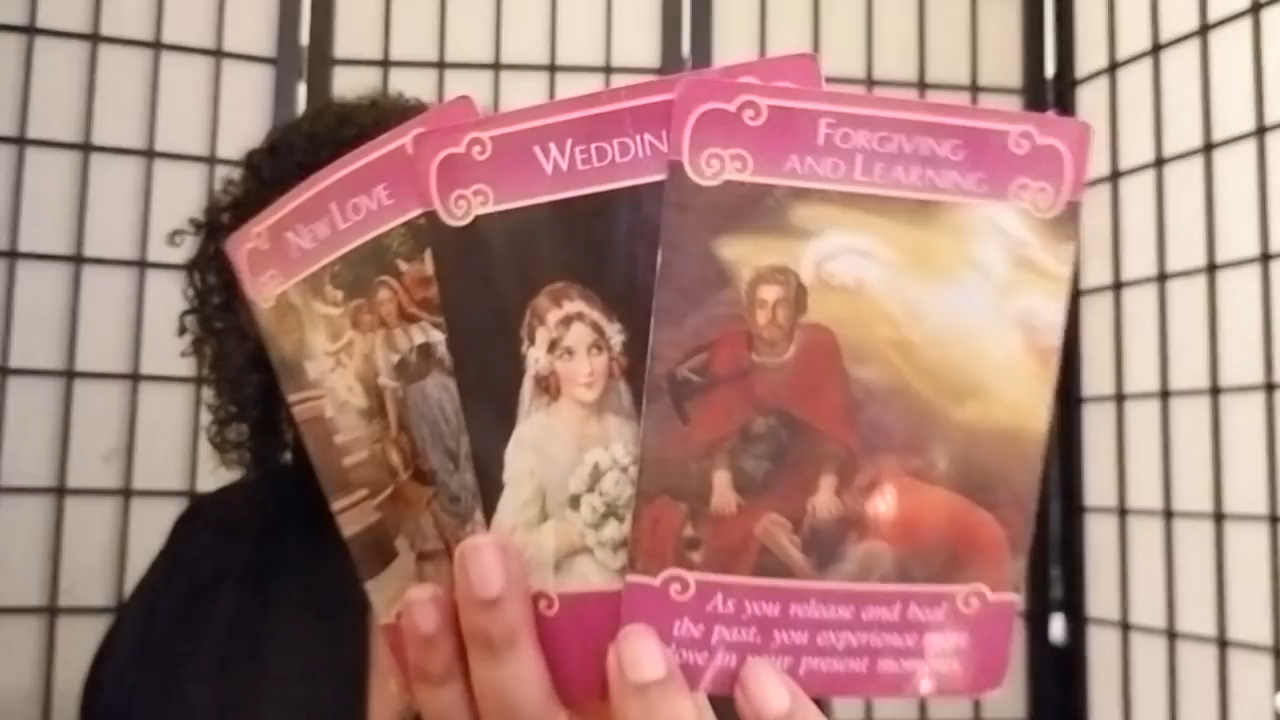 NEW LOVE
WEDDIN
FORGIVING
AND LEARNING
As you release and heal
the past, you experience
love in your present moment.